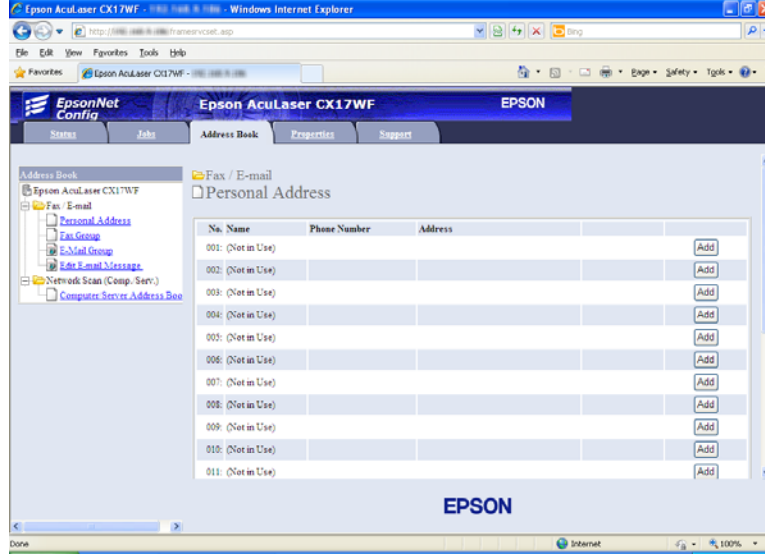 Epson AcuLaser CX17WF - - Windows Internet Explorer
http:// /framesrvcset.asp
Bing
File Edit View Favorites Tools Help
Favorites Epson AcuLaser CX17WF -
Page Safety Tools
EpsonNet
Config
Epson AcuLaser CX17WF
EPSON
Status Jobs Address Book Properties Support
Address Book
Epson AcuLaser CX17WF
Fax / E-mail
Personal Address
Fax Group
E-Mail Group
Edit E-mail Message
Network Scan (Comp. Serv.)
Computer Server Address Boo
Fax / E-mail
Personal Address
No. Name Phone Number Address
001: (Not in Use) Add
002: (Not in Use) Add
003: (Not in Use) Add
004: (Not in Use) Add
005: (Not in Use) Add
006: (Not in Use) Add
007: (Not in Use) Add
008: (Not in Use) Add
009: (Not in Use) Add
010: (Not in Use) Add
011: (Not in Use) Add
EPSON
Done Internet 100%